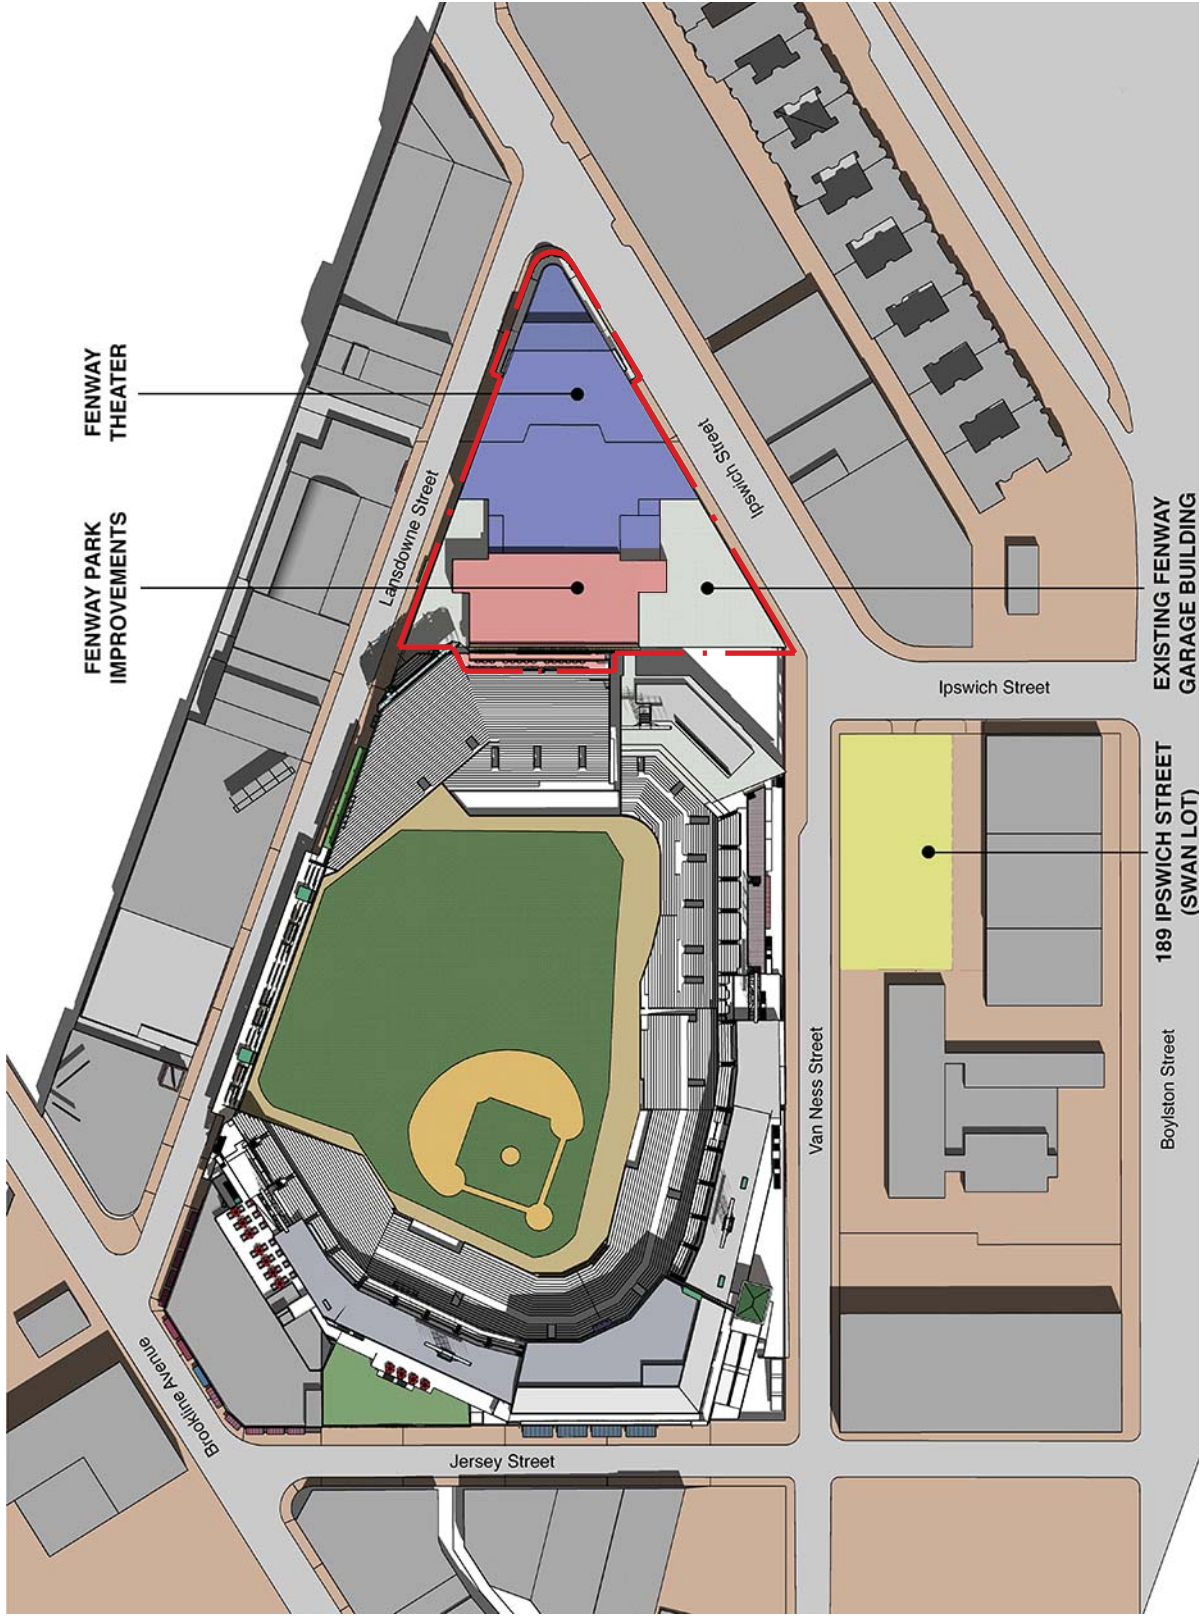 FENWAY
THEATER
FENWAY PARK
IMPROVEMENTS
Lansdowne Street
Ipswich Street
EXISTING FENWAY
GARAGE BUILDING
Ipswich Street
189 IPSWICH STREET
(SWAN LOT)
Van Ness Street
Boylston Street
Brookline Avenue
Jersey Street